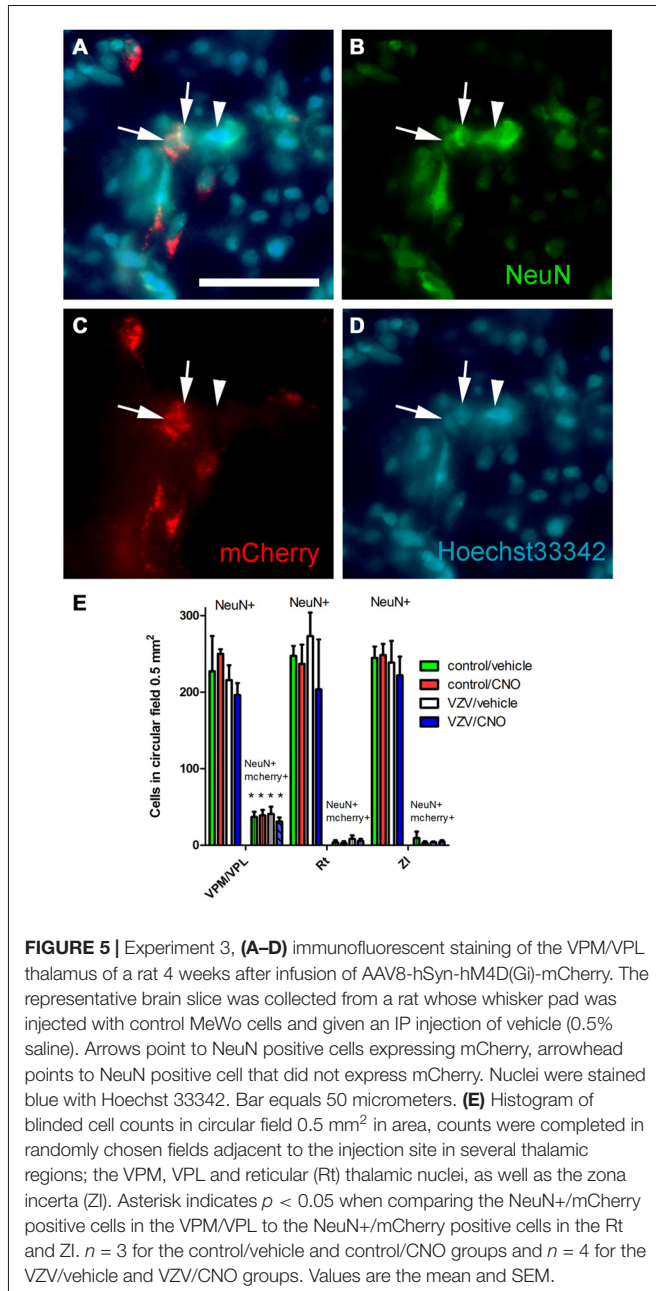 A
B
NeuN
C
D
mCherry
Hoechst33342
E
NeuN+
NeuN+
NeuN+
300
control/vehicle
control/CNO
200
VZV/vehicle
VZV/CNO
Cells in circular field 0.5 mm²
100
NeuN+
mcherry+
* * * *
NeuN+
mcherry+
NeuN+
mcherry+
0
VPM/VPL
Rt
ZI
FIGURE 5 | Experiment 3, (A–D) immunofluorescent staining of the VPM/VPL
thalamus of a rat 4 weeks after infusion of AAV8-hSyn-hM4D(Gi)-mCherry. The
representative brain slice was collected from a rat whose whisker pad was
injected with control MeWo cells and given an IP injection of vehicle (0.5%
saline). Arrows point to NeuN positive cells expressing mCherry, arrowhead
points to NeuN positive cell that did not express mCherry. Nuclei were stained
blue with Hoechst 33342. Bar equals 50 micrometers. (E) Histogram of
blinded cell counts in circular field 0.5 mm² in area, counts were completed in
randomly chosen fields adjacent to the injection site in several thalamic
regions; the VPM, VPL and reticular (Rt) thalamic nuclei, as well as the zona
incerta (ZI). Asterisk indicates p < 0.05 when comparing the NeuN+/mCherry
positive cells in the VPM/VPL to the NeuN+/mCherry positive cells in the Rt
and ZI. n = 3 for the control/vehicle and control/CNO groups and n = 4 for the
VZV/vehicle and VZV/CNO groups. Values are the mean and SEM.